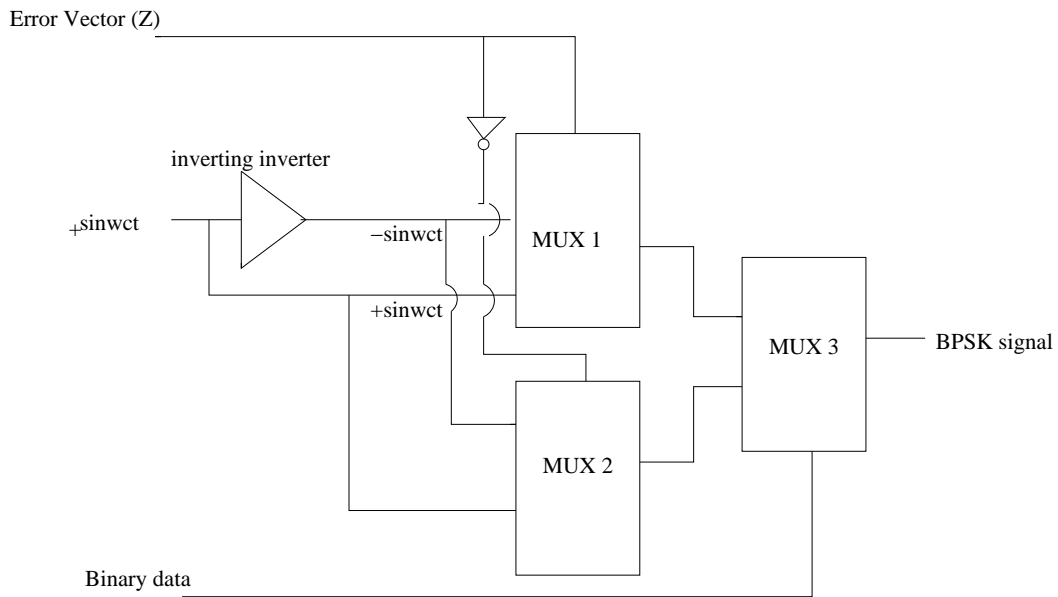 Error Vector (Z)
inverting inverter
+sinwct
−sinwct
MUX 1
+sinwct
MUX 3
BPSK signal
MUX 2
Binary data